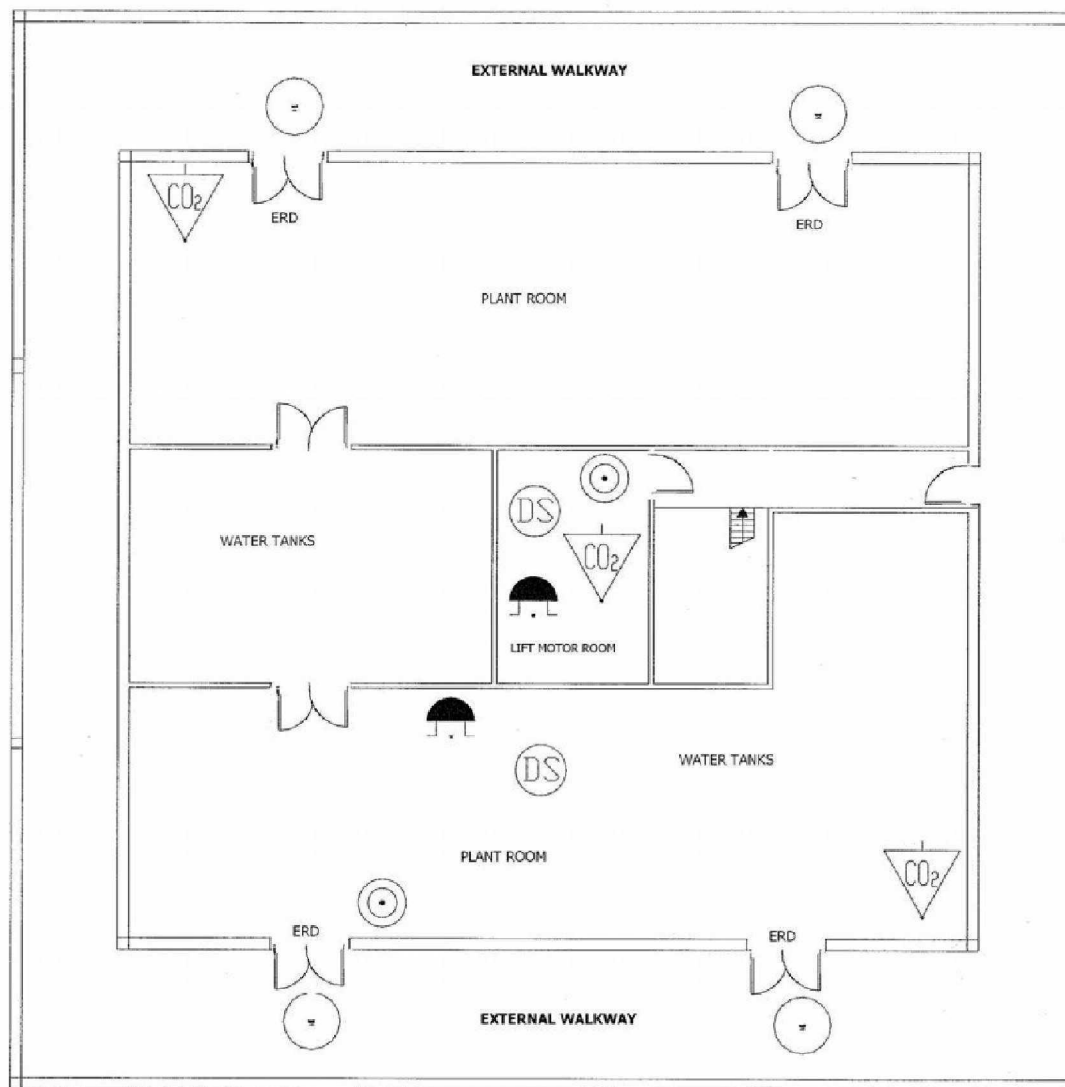 EXTERNAL WALKWAY
CO₂
ERD
ERD
PLANT ROOM
DS
WATER TANKS
CO₂
LIFT MOTOR ROOM
WATER TANKS
DS
PLANT ROOM
CO₂
ERD
ERD
EXTERNAL WALKWAY